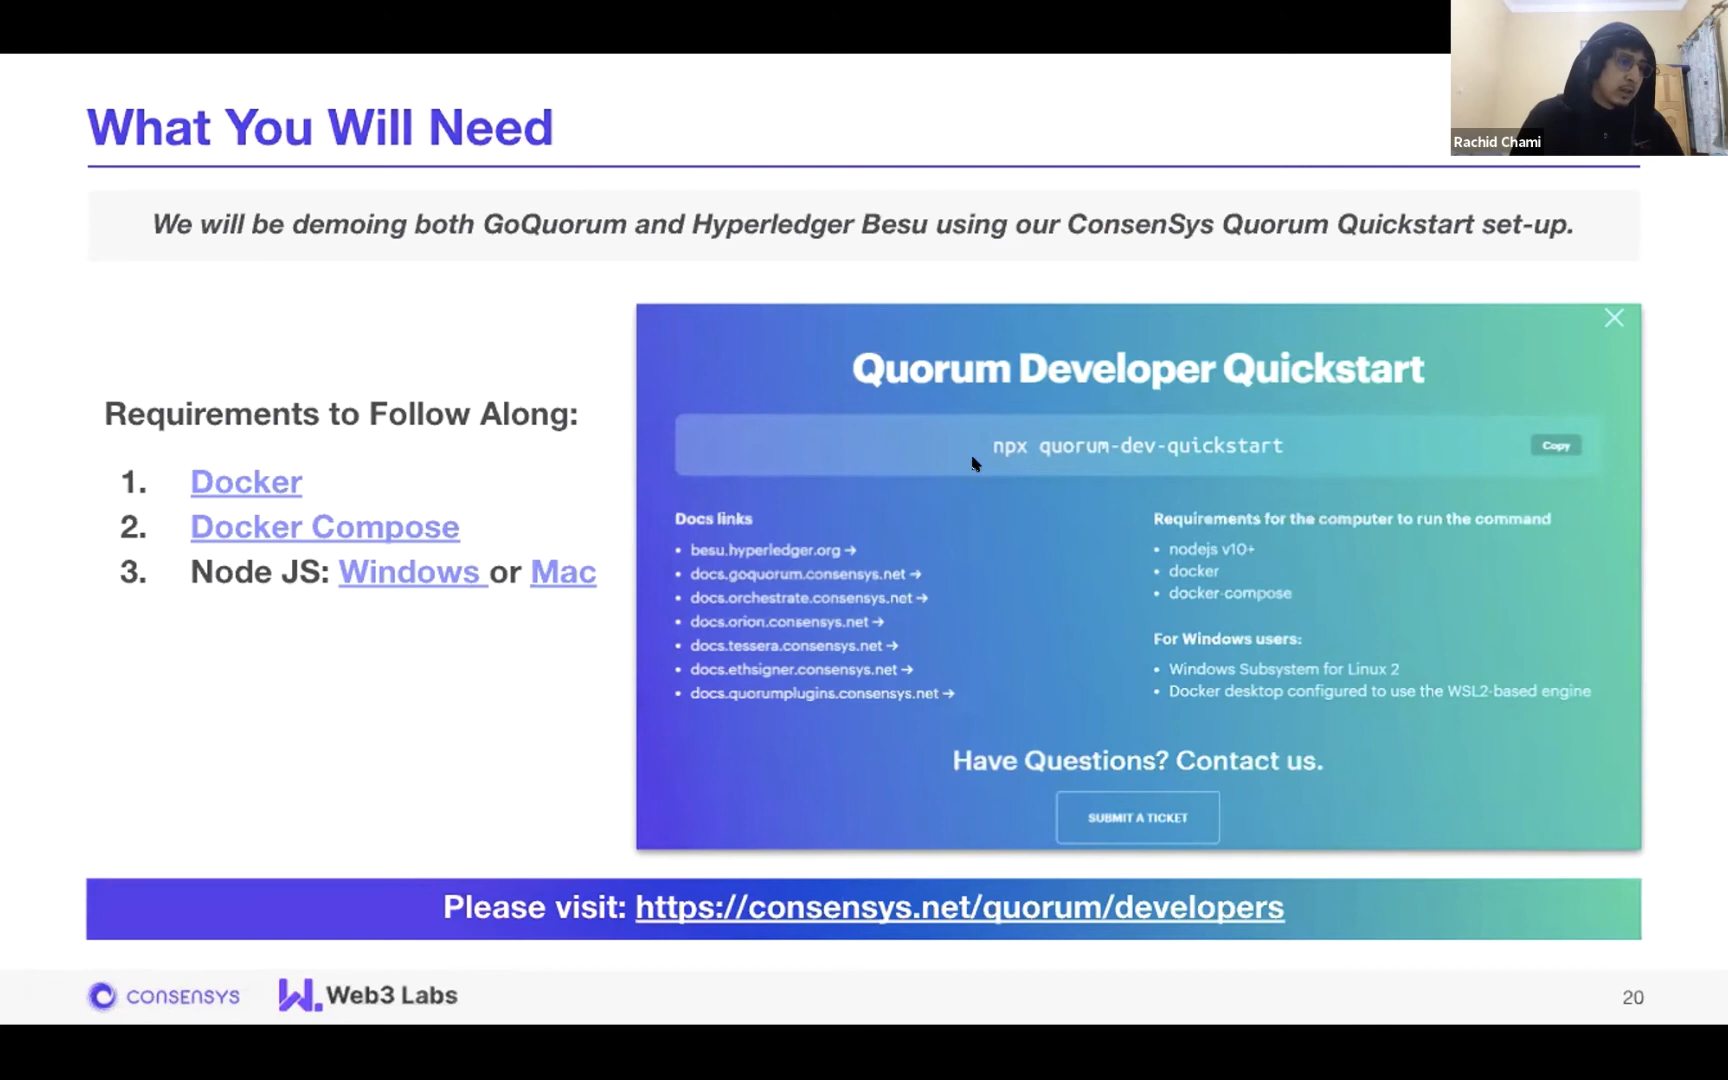 What You Will Need
Rachid Chami
We will be demoing both GoQuorum and Hyperledger Besu using our ConsenSys Quorum Quickstart set-up.
Requirements to Follow Along:
1. Docker
2. Docker Compose
3. Node JS: Windows or Mac
Quorum Developer Quickstart
npx quorum-dev-quickstart
Copy
Docs links
• besu.hyperledger.org →
• docs.goquorum.consensys.net →
• docs.orchestrate.consensys.net →
• docs.orion.consensys.net →
• docs.tessera.consensys.net →
• docs.ethsigner.consensys.net →
• docs.quorumplugins.consensys.net →
Requirements for the computer to run the command
• nodejs v10+
• docker
• docker-compose
For Windows users:
• Windows Subsystem for Linux 2
• Docker desktop configured to use the WSL2-based engine
Have Questions? Contact us.
SUBMIT A TICKET
Please visit: https://consensys.net/quorum/developers
CONSENSYS
Web3 Labs
20